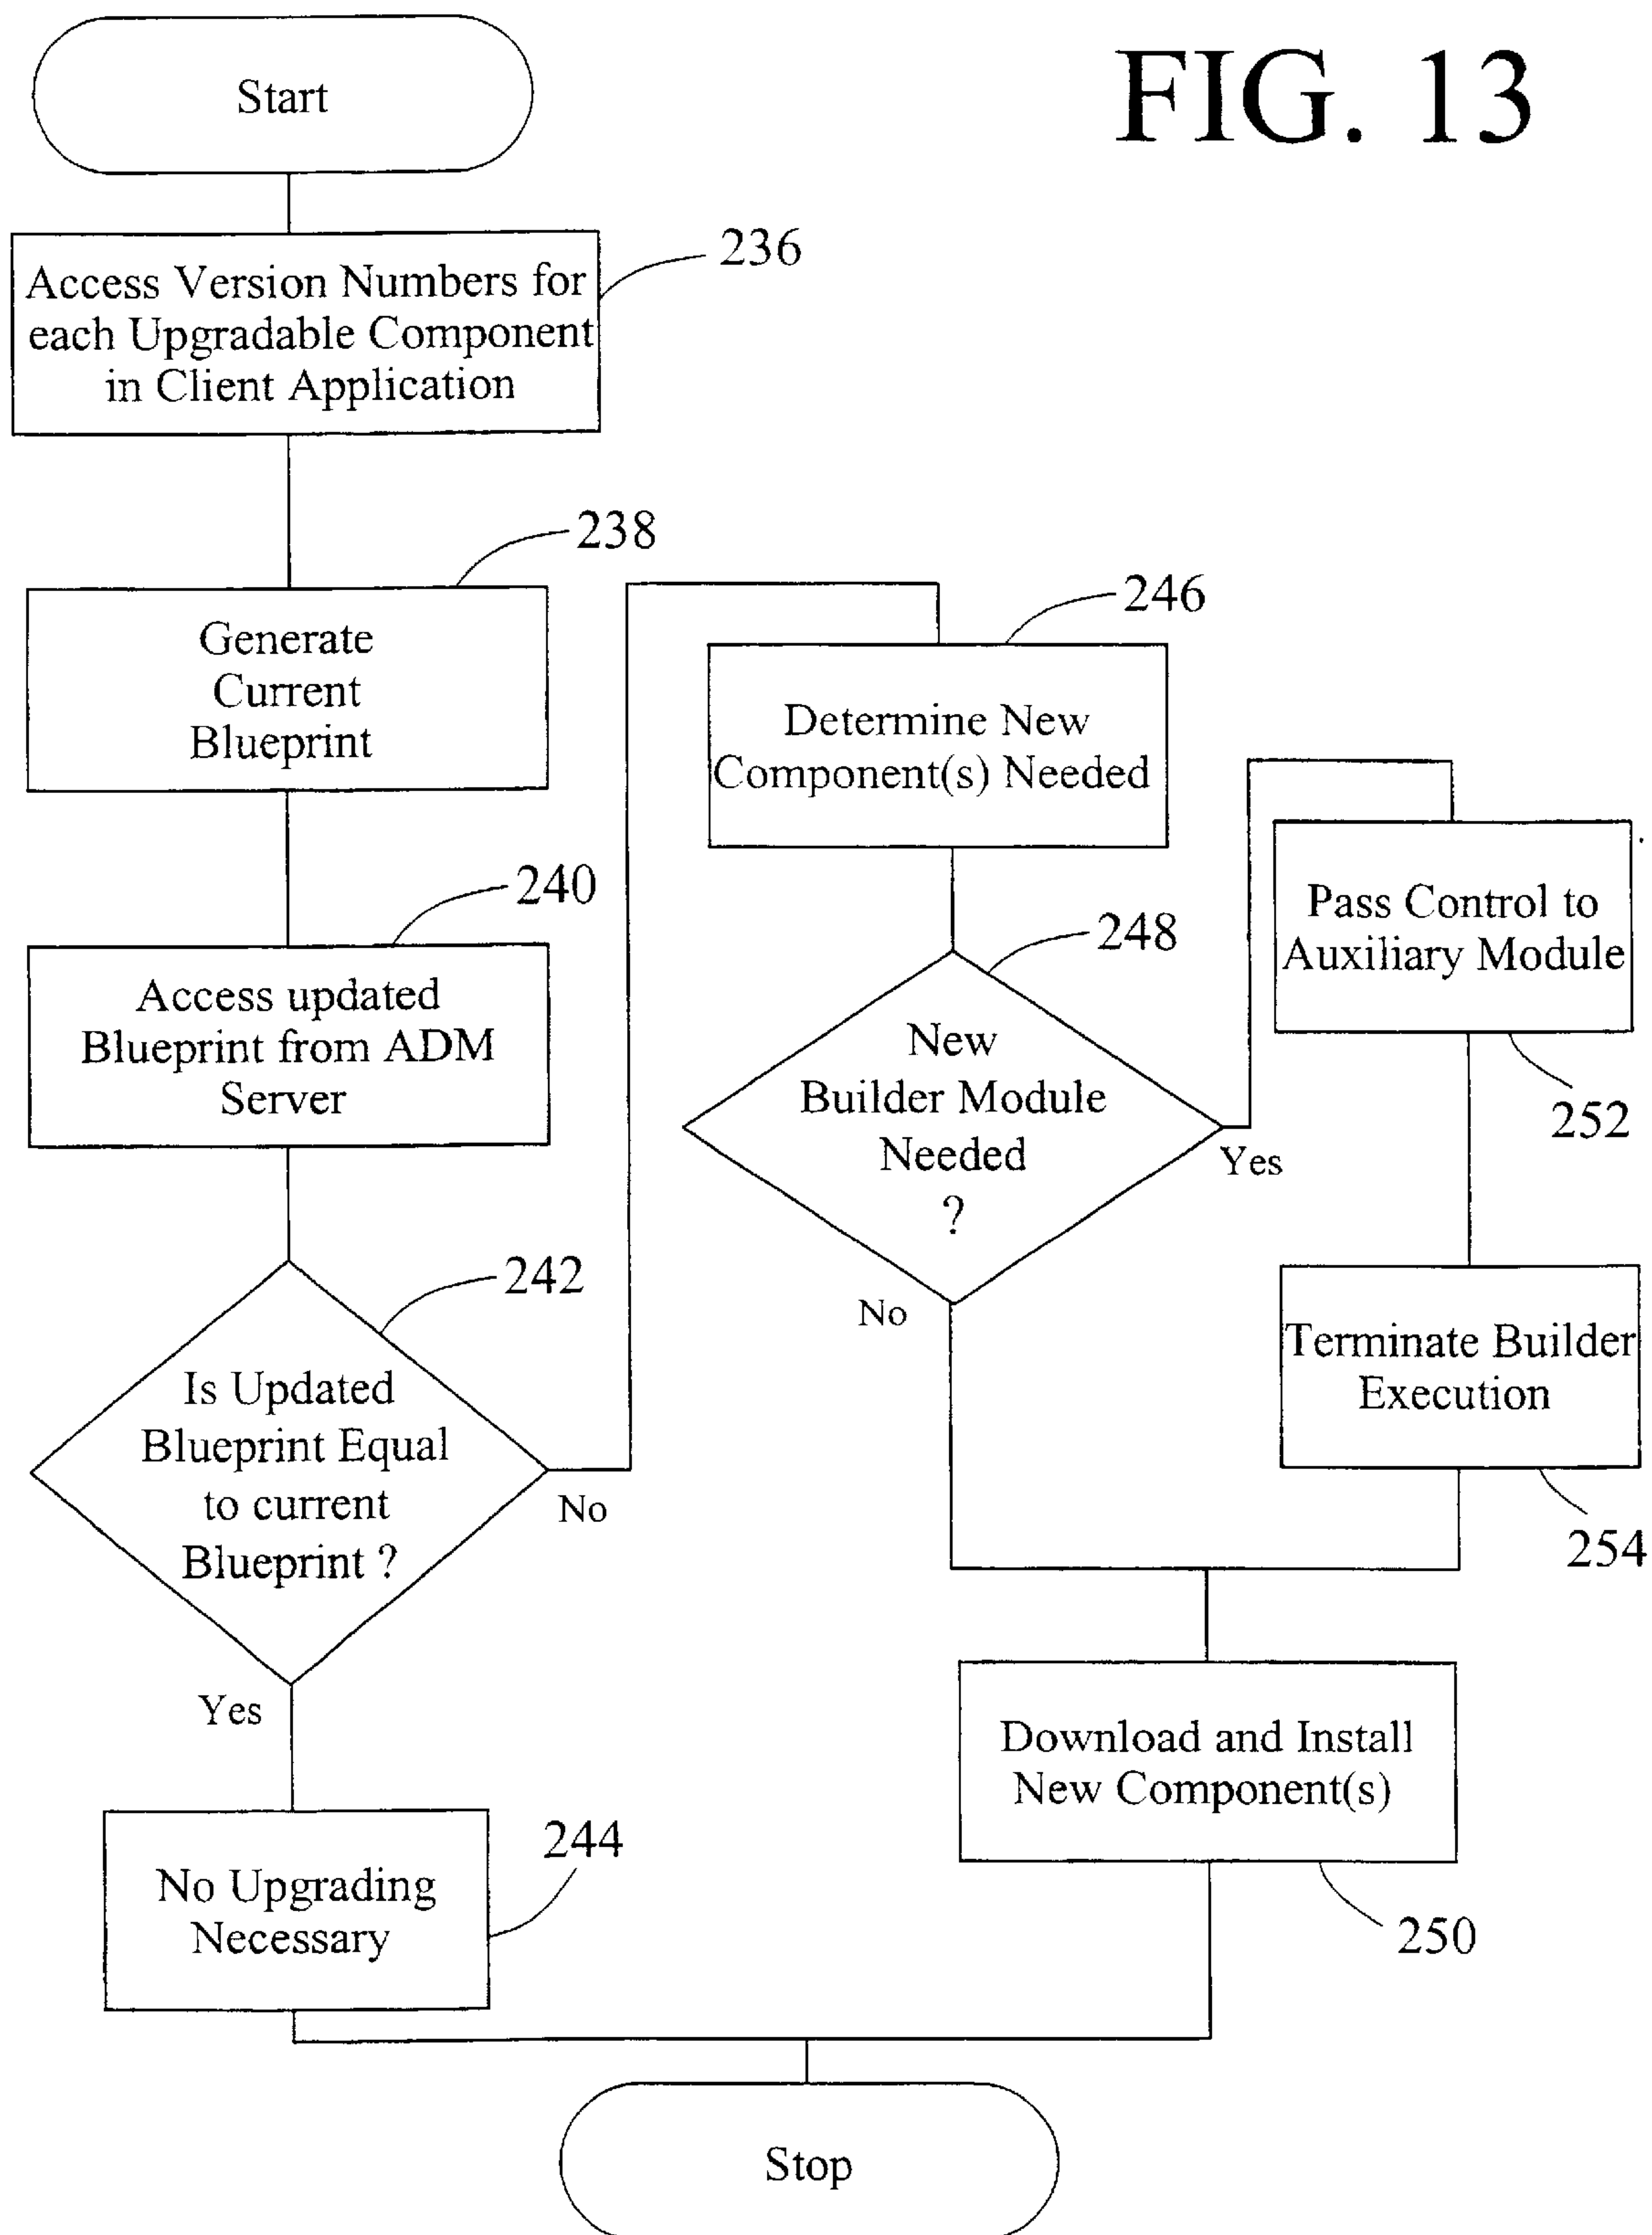 FIG. 13
Start
236
Access Version Numbers for
each Upgradable Component
in Client Application
238
Generate
Current
Blueprint
240
Access updated
Blueprint from ADM
Server
242
Is Updated
Blueprint Equal
to current
Blueprint ?
No
Yes
244
No Upgrading
Necessary
246
Determine New
Component(s) Needed
248
New
Builder Module
Needed
?
Yes
No
Pass Control to
Auxiliary Module
252
Terminate Builder
Execution
254
Download and Install
New Component(s)
250
Stop